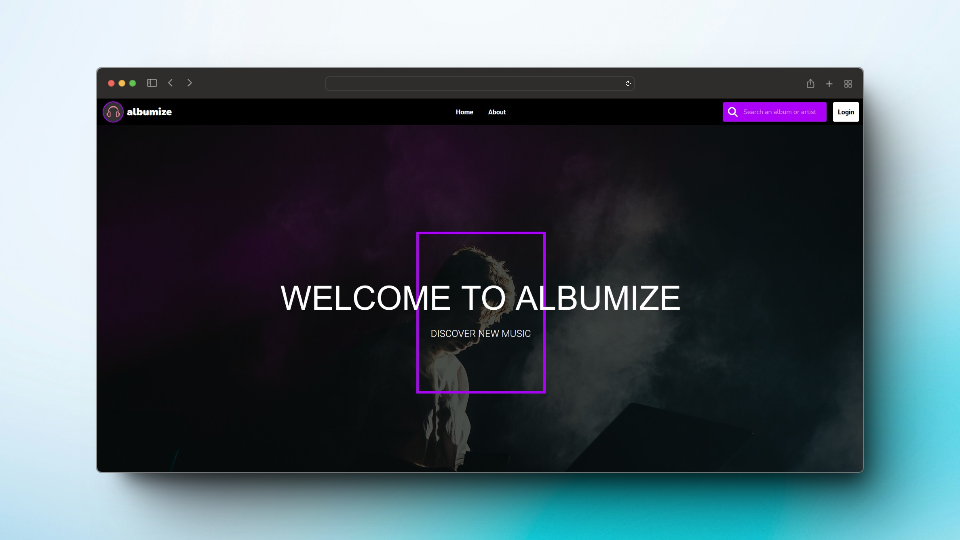 albumize
Home
About
Search an album or artist
Login
WELCOME TO ALBUMIZE
DISCOVER NEW MUSIC